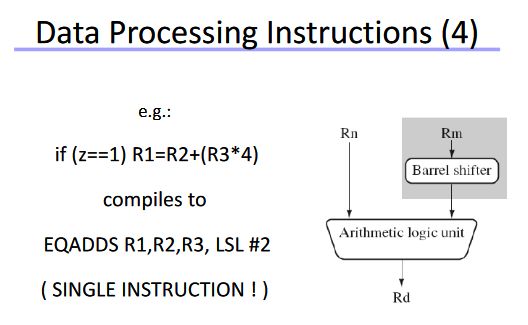 Data Processing Instructions (4)
e.g.:
if (z==1) R1=R2+(R3*4)
compiles to
EQADDS R1,R2,R3, LSL #2
( SINGLE INSTRUCTION ! )
Rn
Rm
Barrel shifter
Arithmetic logic unit
Rd